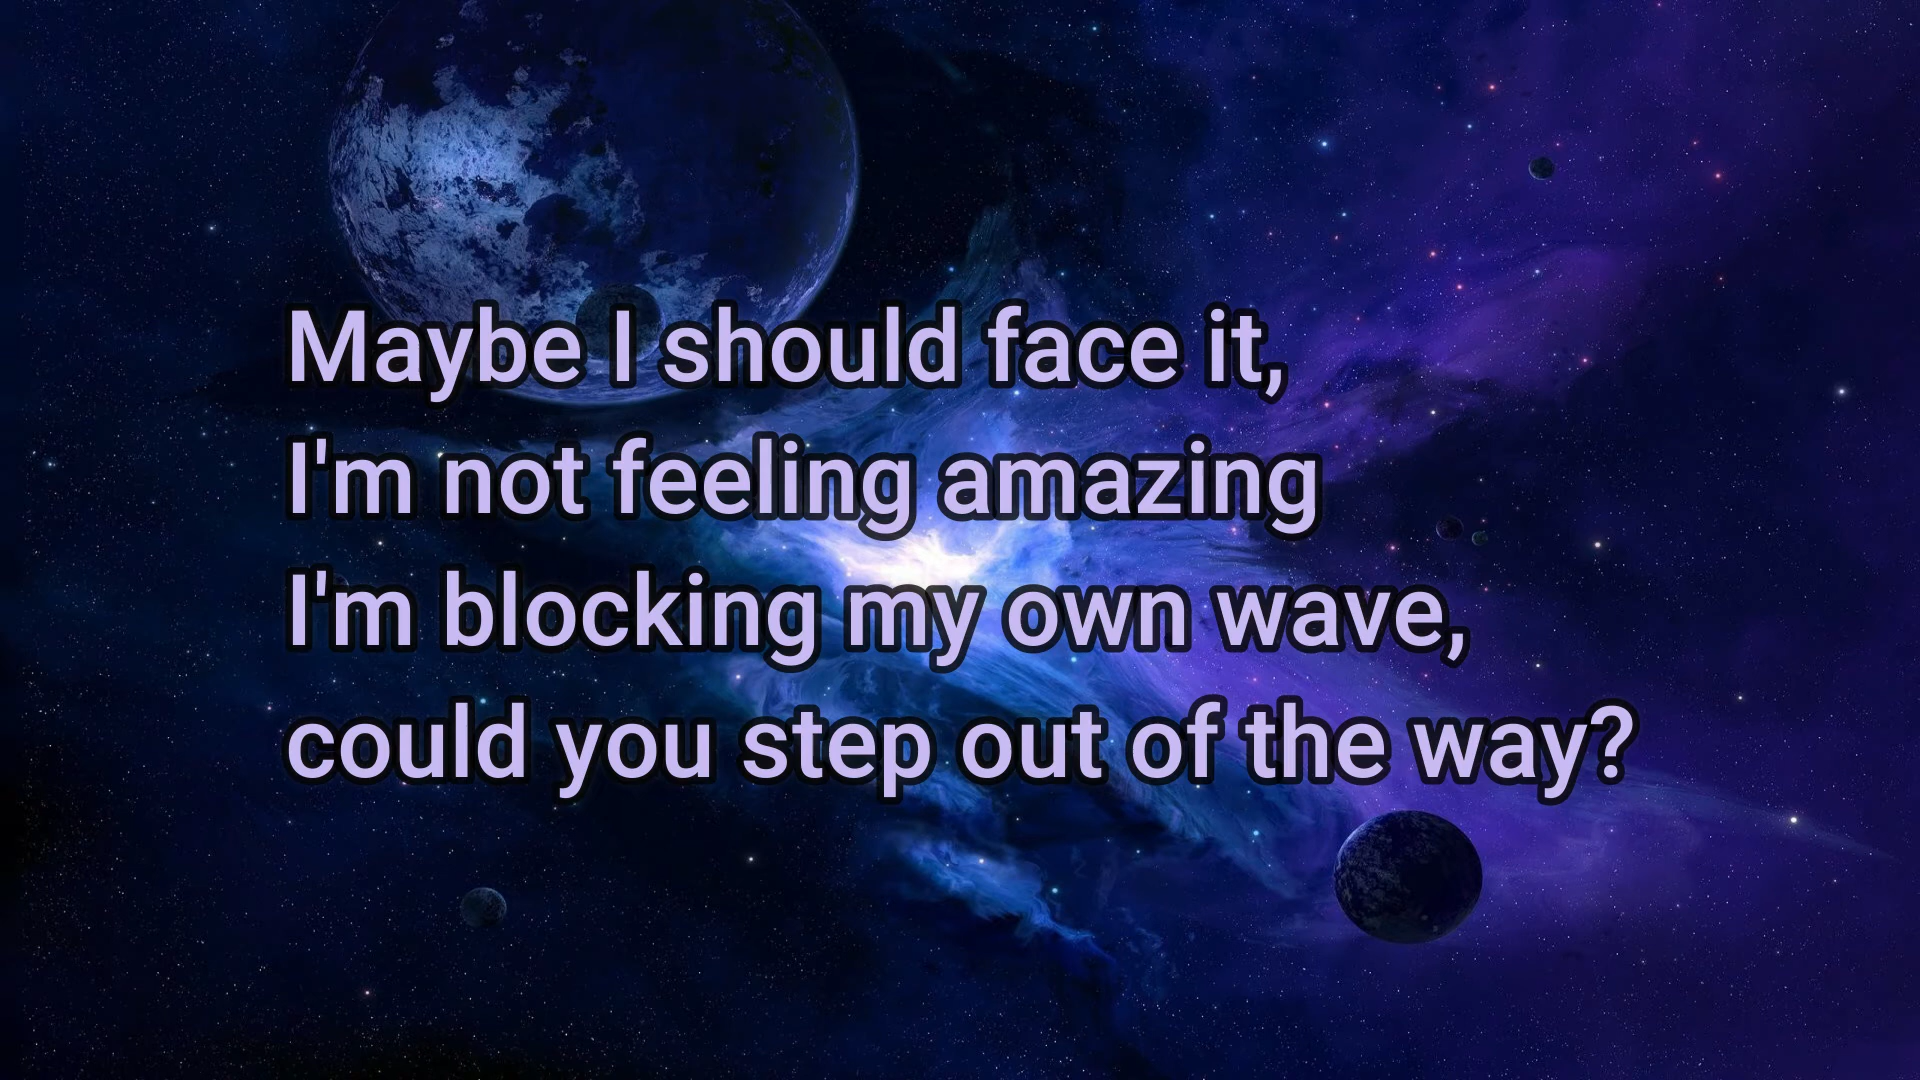 Maybe I should face it,
I'm not feeling amazing
I'm blocking my own wave,
could you step out of the way?